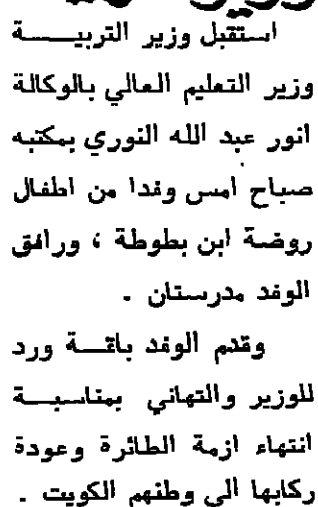 استقبل وزير التربيـــة
وزير التعليم العالي بالوكالة
انور عبد الله النوري بمكتبه
صباح امس وفدا من اطفال
روضة ابن بطوطة ، ورافق
الوفد مدرستان .
وقدم الوفد باقـــة ورد
للوزير والتهاني بمناسبـــة
انتهاء ازمة الطائرة وعودة
ركابها الى وطنهم الكويت .